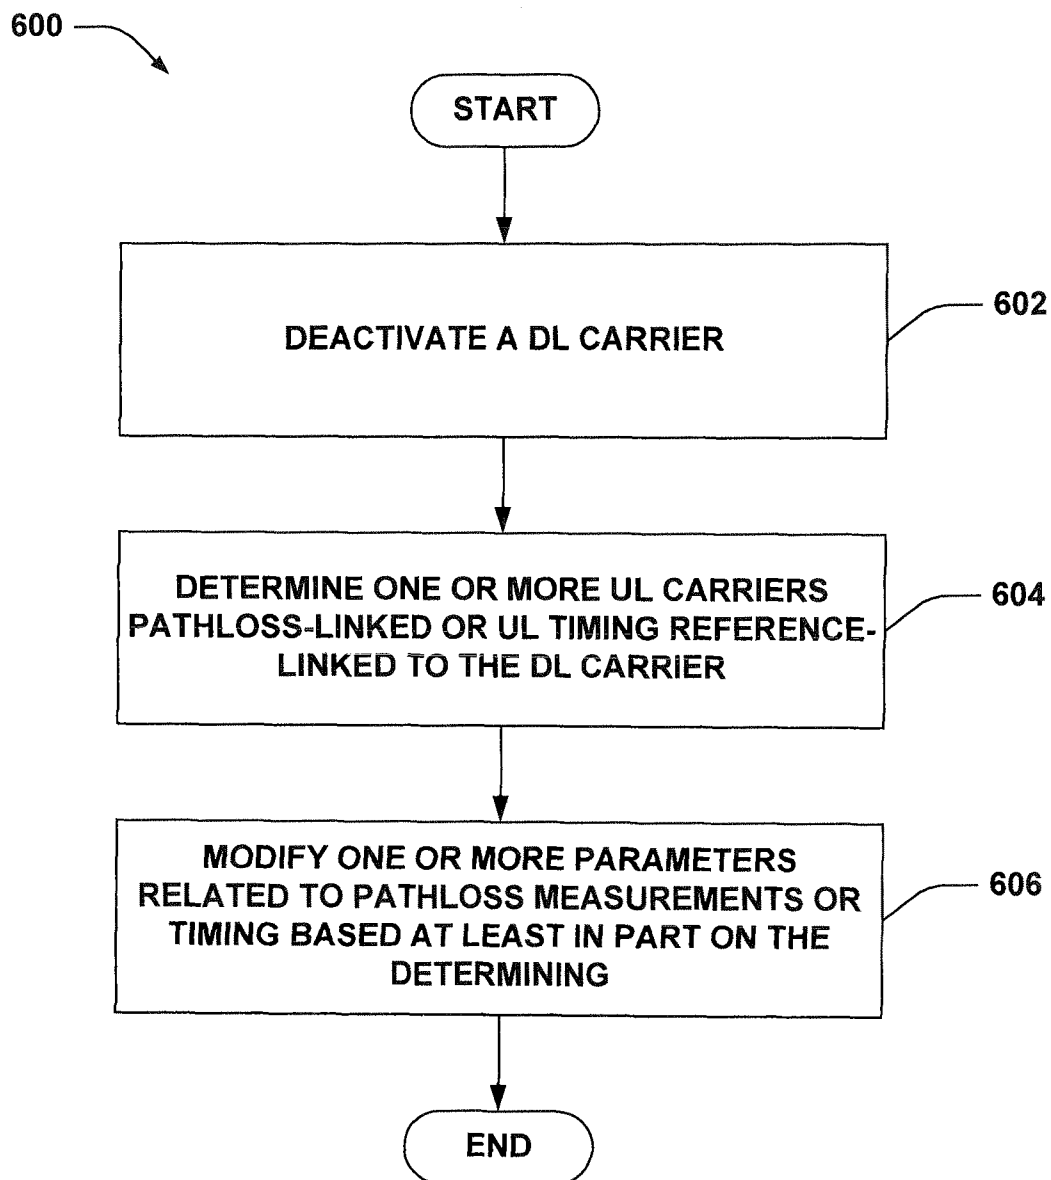 600
START
DEACTIVATE A DL CARRIER
602
DETERMINE ONE OR MORE UL CARRIERS
PATHLOSS-LINKED OR UL TIMING REFERENCE-
LINKED TO THE DL CARRIER
604
MODIFY ONE OR MORE PARAMETERS
RELATED TO PATHLOSS MEASUREMENTS OR
TIMING BASED AT LEAST IN PART ON THE
DETERMINING
606
END